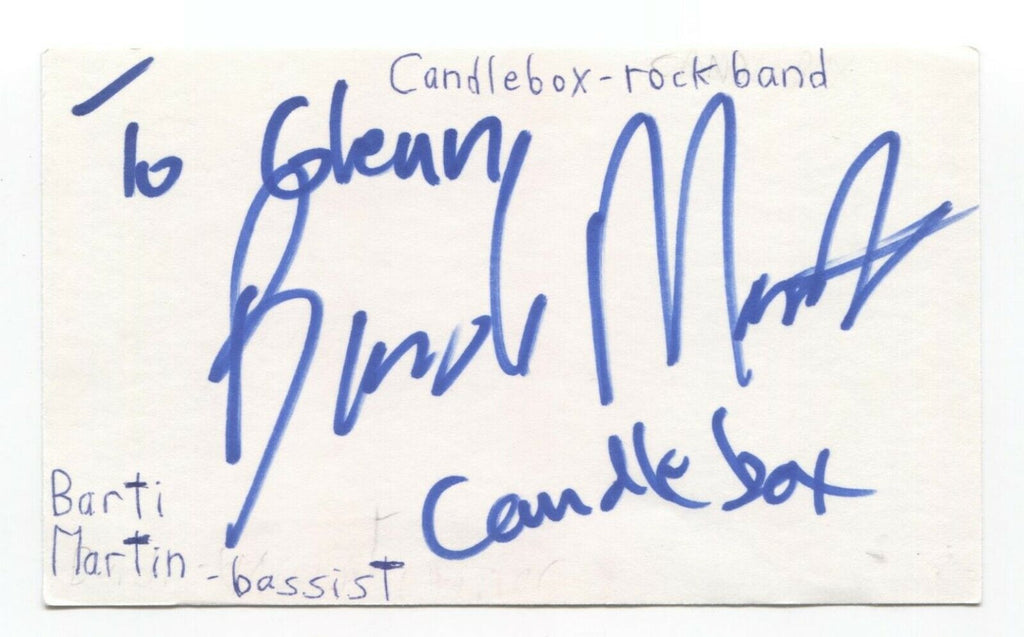 Candlebox-rock band
To Glenn
Candlebox
Barti
Martin -bassist